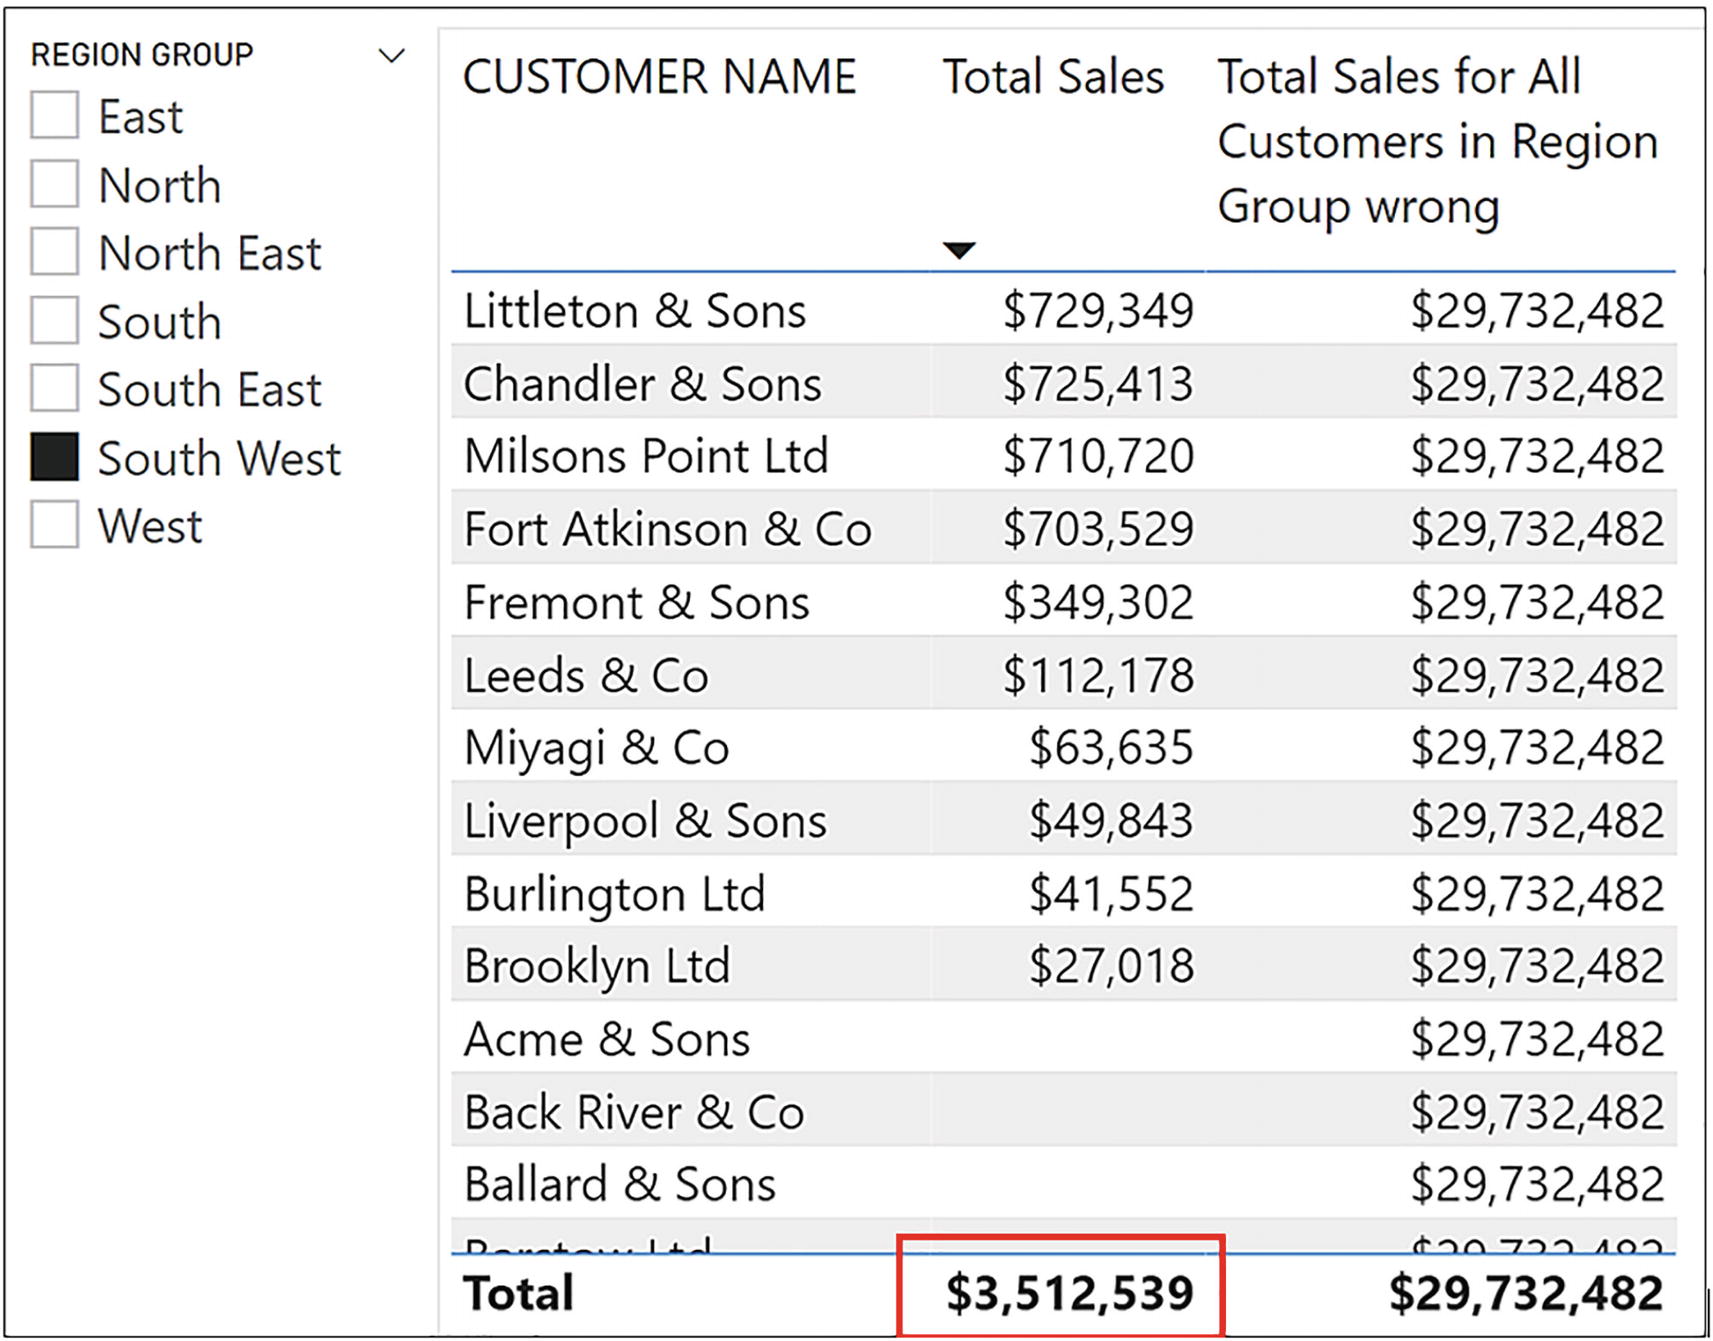 REGION GROUP
East
North
North East
South
South East
South West
West
CUSTOMER NAME Total Sales Total Sales for All
Customers in Region
Group wrong
Littleton & Sons $729,349 $29,732,482
Chandler & Sons $725,413 $29,732,482
Milsons Point Ltd $710,720 $29,732,482
Fort Atkinson & Co $703,529 $29,732,482
Fremont & Sons $349,302 $29,732,482
Leeds & Co $112,178 $29,732,482
Miyagi & Co $63,635 $29,732,482
Liverpool & Sons $49,843 $29,732,482
Burlington Ltd $41,552 $29,732,482
Brooklyn Ltd $27,018 $29,732,482
Acme & Sons $29,732,482
Back River & Co $29,732,482
Ballard & Sons $29,732,482
Barstow Ltd $29,732,482
Total $3,512,539 $29,732,482